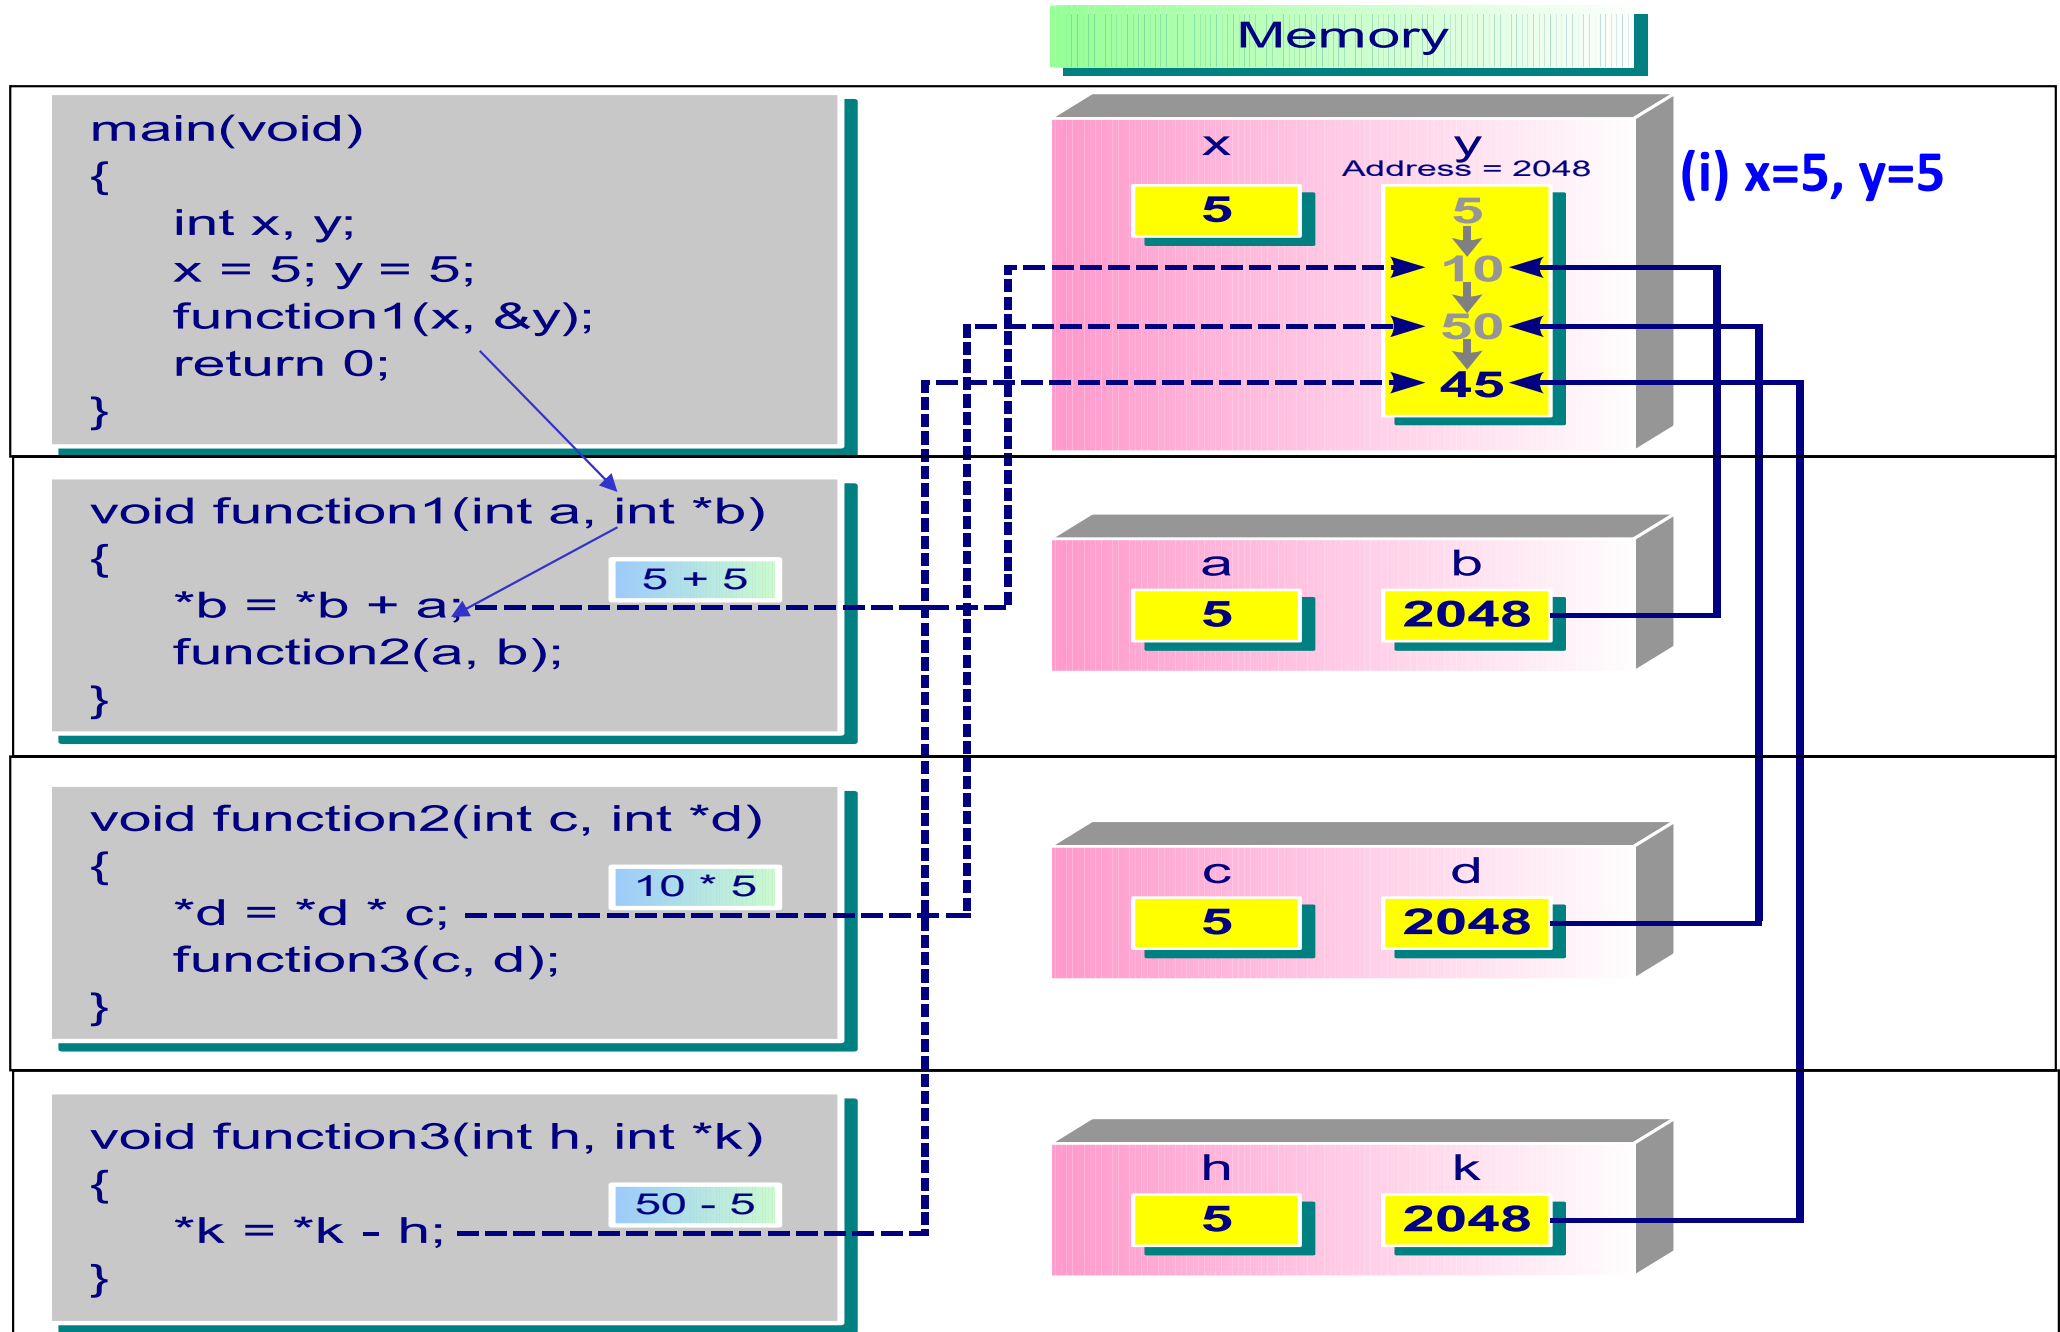 Memory
main(void)
{
int x, y;
x = 5; y = 5;
function1(x, &y);
return 0;
}
x
y
Address = 2048
5
5
10
50
45
(i) x=5, y=5
void function1(int a, int *b)
{
5 + 5
*b = *b + a;
function2(a, b);
}
a
b
5
2048
void function2(int c, int *d)
{
10 * 5
*d = *d * c;
function3(c, d);
}
c
d
5
2048
void function3(int h, int *k)
{
50 - 5
*k = *k - h;
}
h
k
5
2048